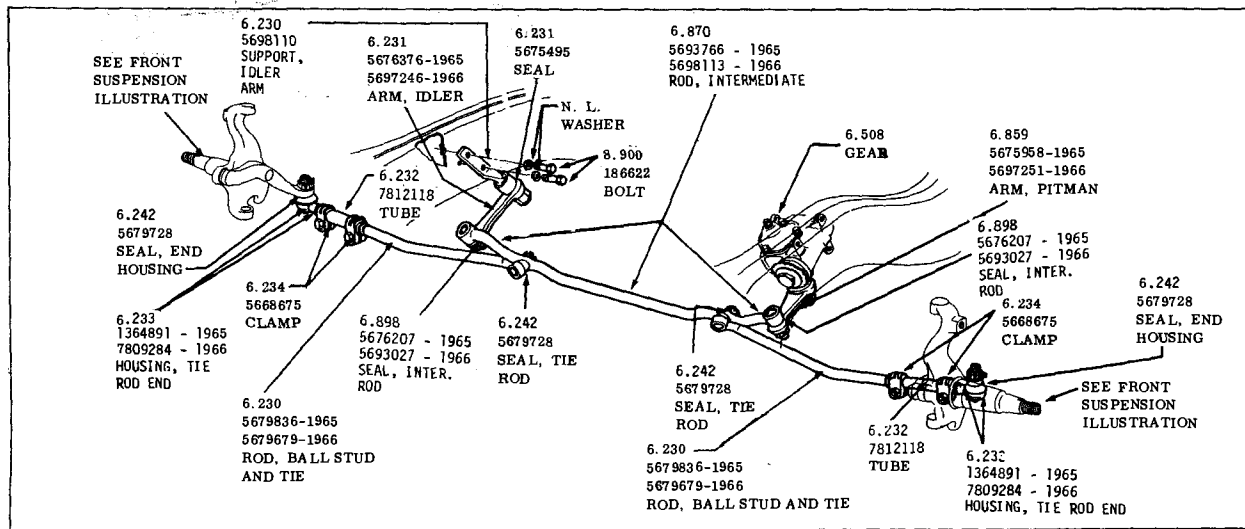 6.230
5698110
SUPPORT,
IDLER
ARM
SEE FRONT
SUSPENSION
ILLUSTRATION
6.231
5676376-1965
5697246-1966
ARM, IDLER
6.231
5675495
SEAL
6.870
5693766 - 1965
5698113 - 1966
ROD, INTERMEDIATE
N. L.
WASHER
8.900
186622
BOLT
6.508
GEAR
6.859
5675958-1965
5697251-1966
ARM, PITMAN
6.232
7812118
TUBE
6.242
5679728
SEAL, END
HOUSING
6.233
1364891 - 1965
7809284 - 1966
HOUSING, TIE
ROD END
6.234
5668675
CLAMP
6.230
5679836-1965
5679679-1966
ROD, BALL STUD
AND TIE
6.898
5676207 - 1965
5693027 - 1966
SEAL, INTER.
ROD
6.242
5679728
SEAL, TIE
ROD
6.242
5679728
SEAL, TIE
ROD
6.230
5679836-1965
5679679-1966
ROD, BALL STUD AND TIE
6.898
5676207 - 1965
5693027 - 1966
SEAL, INTER.
ROD
6.234
5668675
CLAMP
6.242
5679728
SEAL, END
HOUSING
SEE FRONT
SUSPENSION
ILLUSTRATION
6.232
7812118
TUBE
1364891 - 1965
7809284 - 1966
HOUSING, TIE ROD END